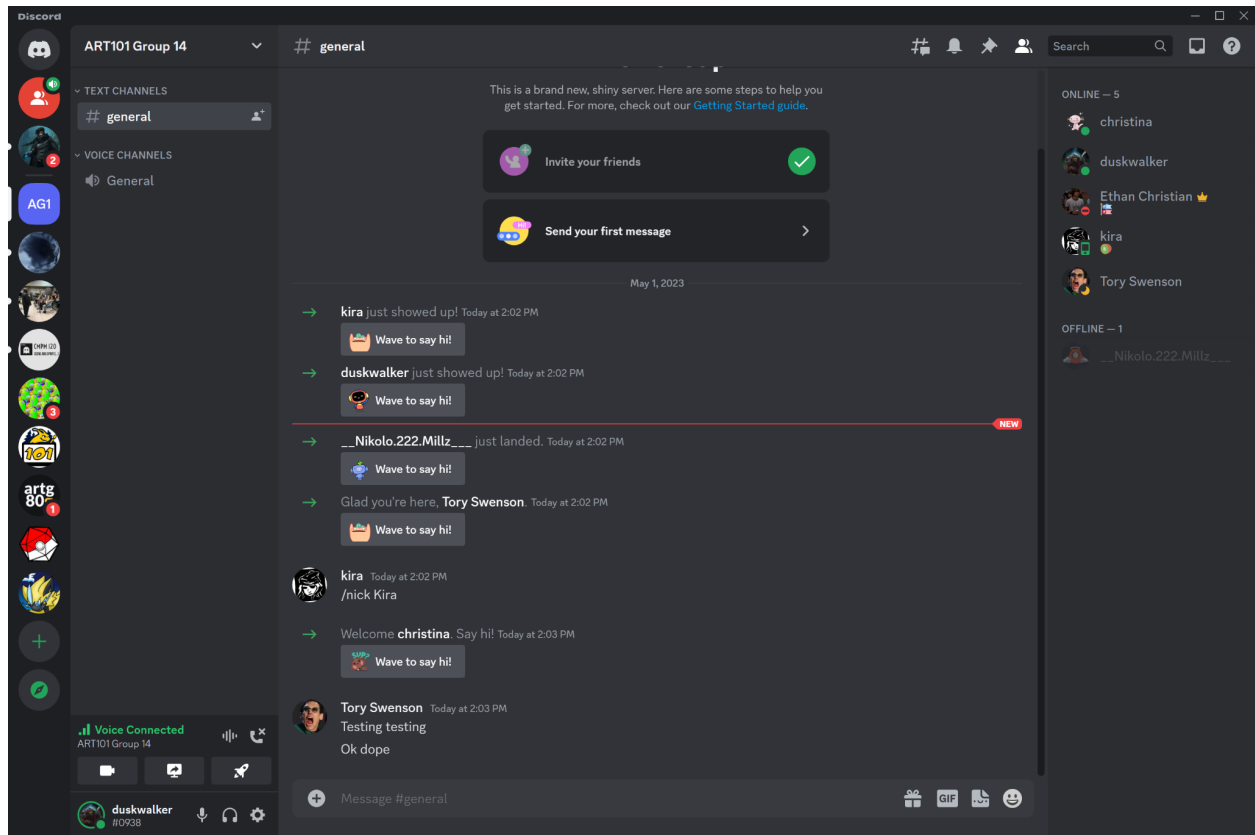 Discord
ART101 Group 14
# general
Search
This is a brand new, shiny server. Here are some steps to help you
get started. For more, check out our Getting Started guide.
TEXT CHANNELS
# general
VOICE CHANNELS
General
2
AG1
CMPM 120
3
101
artg
80
1
Invite your friends
Send your first message
May 1, 2023
kira just showed up! Today at 2:02 PM
Wave to say hi!
duskwalker just showed up! Today at 2:02 PM
Wave to say hi!
NEW
__Nikolo.222.Millz___ just landed. Today at 2:02 PM
Wave to say hi!
Glad you're here, Tory Swenson. Today at 2:02 PM
Wave to say hi!
kira Today at 2:02 PM
/nick Kira
Welcome christina. Say hi! Today at 2:03 PM
Wave to say hi!
Tory Swenson Today at 2:03 PM
Testing testing
Ok dope
Message #general
GIF
Voice Connected
ART101 Group 14
duskwalker
#0938
ONLINE — 5
christina
duskwalker
Ethan Christian
kira
Tory Swenson
OFFLINE — 1
__Nikolo.222.Millz___